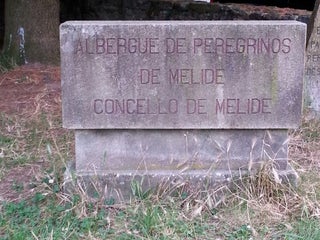 ALBERGUE DE PEREGRINOS
DE MELIDE
CONCELLO DE MELIDE